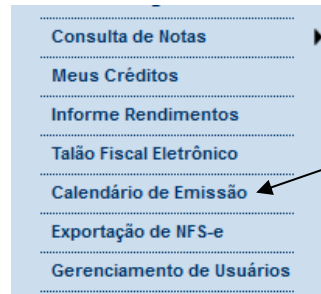 Consulta de Notas
Meus Créditos
Informe Rendimentos
Talão Fiscal Eletrônico
Calendário de Emissão
Exportação de NFS-e
Gerenciamento de Usuários